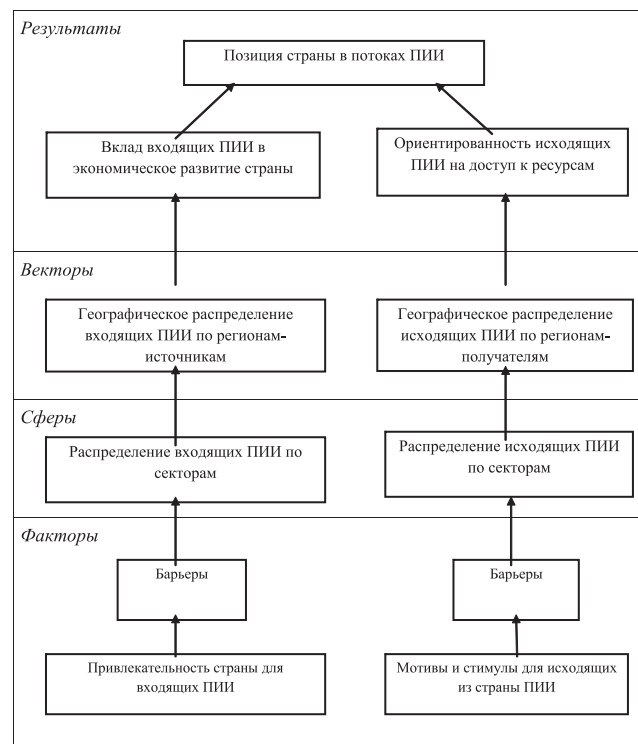 Результаты
Позиция страны в потоках ПИИ
Вклад входящих ПИИ в
экономическое развитие страны
Ориентированность исходящих
ПИИ на доступ к ресурсам
Векторы
Географическое распределение
входящих ПИИ по регионам-
источникам
Географическое распределение
исходящих ПИИ по регионам-
получателям
Сферы
Распределение входящих ПИИ по
секторам
Распределение исходящих ПИИ
по секторам
Факторы
Барьеры
Барьеры
Привлекательность страны для
входящих ПИИ
Мотивы и стимулы для исходящих
из страны ПИИ